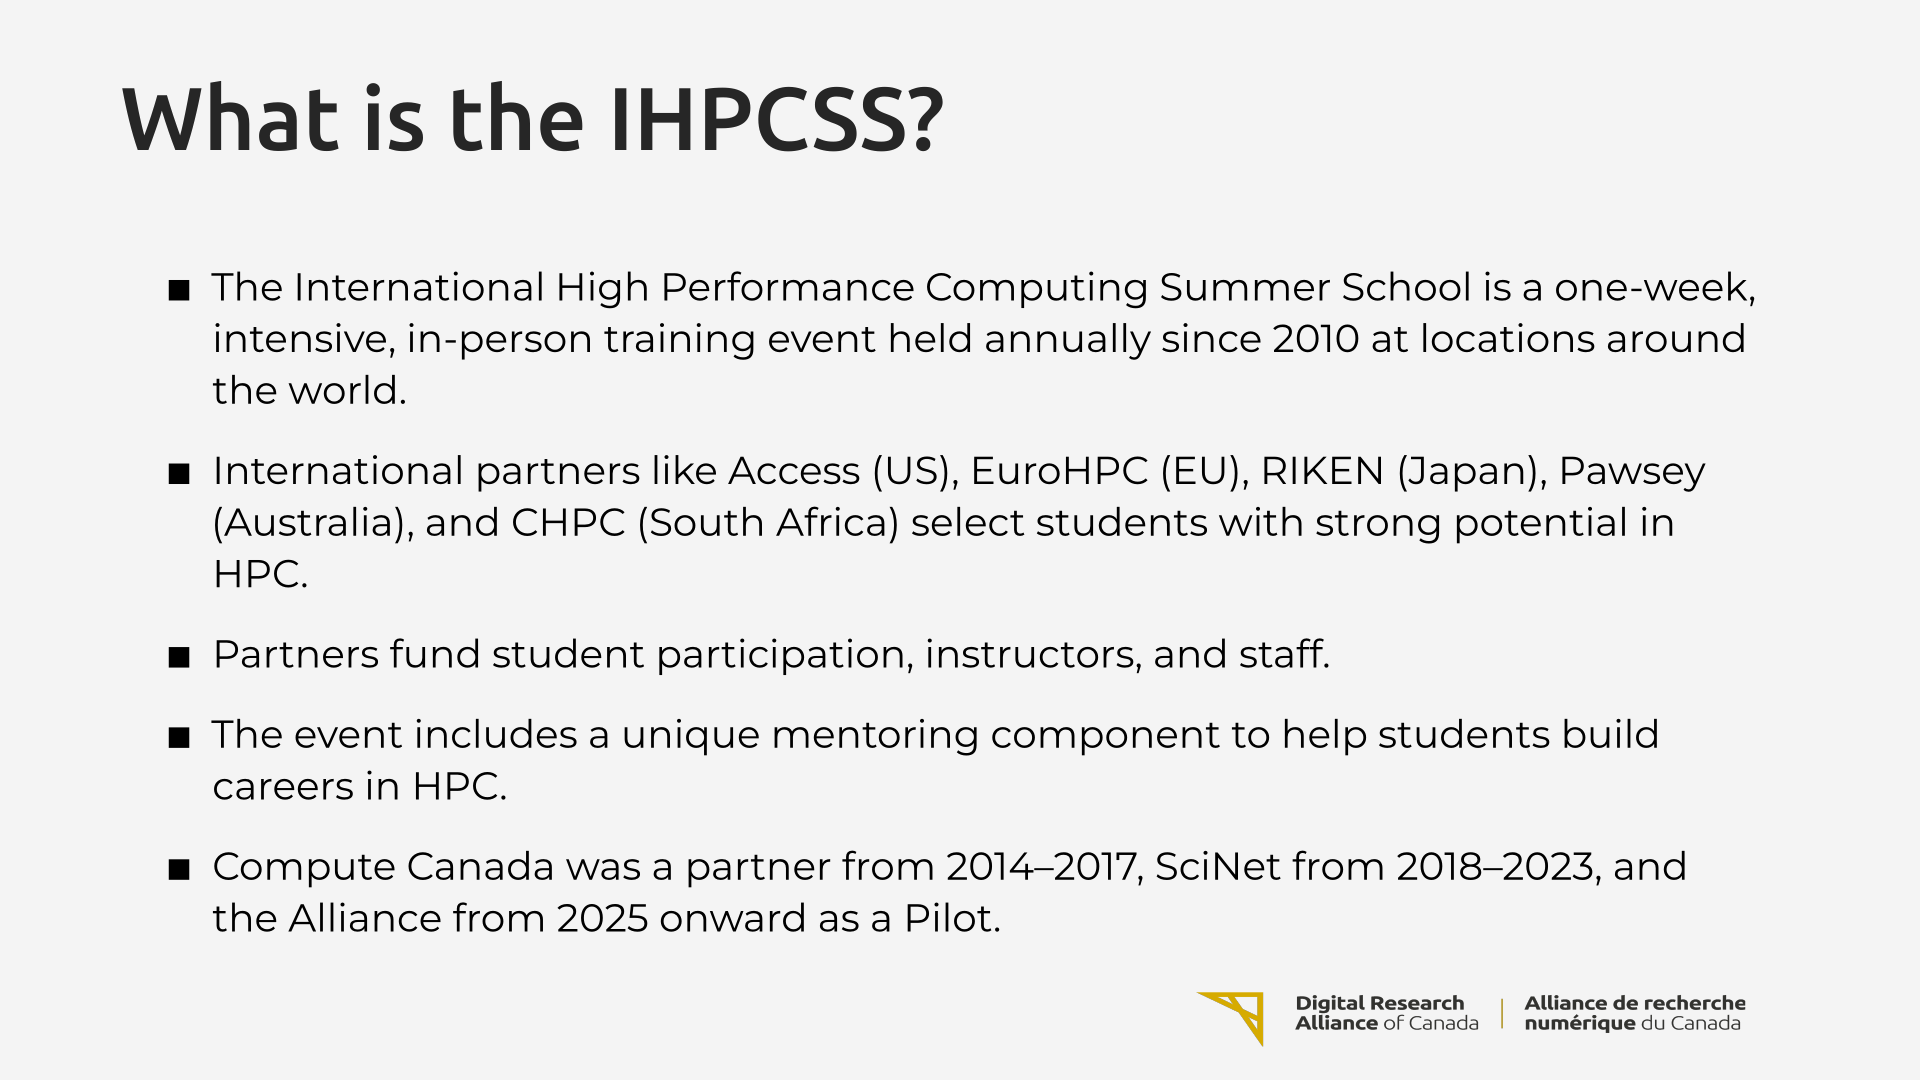 What is the IHPCSS?
■ The International High Performance Computing Summer School is a one-week,
intensive, in-person training event held annually since 2010 at locations around
the world.
■ International partners like Access (US), EuroHPC (EU), RIKEN (Japan), Pawsey
(Australia), and CHPC (South Africa) select students with strong potential in
HPC.
■ Partners fund student participation, instructors, and staff.
■ The event includes a unique mentoring component to help students build
careers in HPC.
■ Compute Canada was a partner from 2014–2017, SciNet from 2018–2023, and
the Alliance from 2025 onward as a Pilot.
Digital Research
Alliance of Canada
Alliance de recherche
numérique du Canada